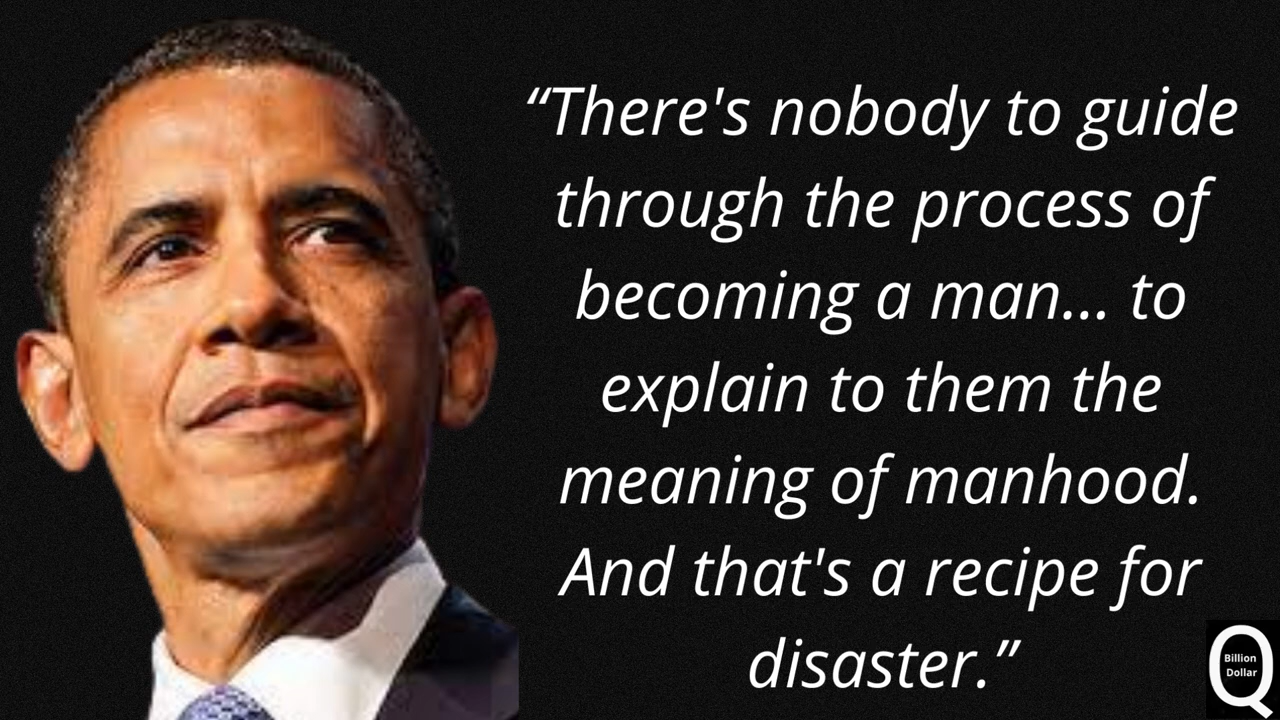 “There's nobody to guide
through the process of
becoming a man... to
explain to them the
meaning of manhood.
And that's a recipe for
disaster.”
Q
Billion
Dollar